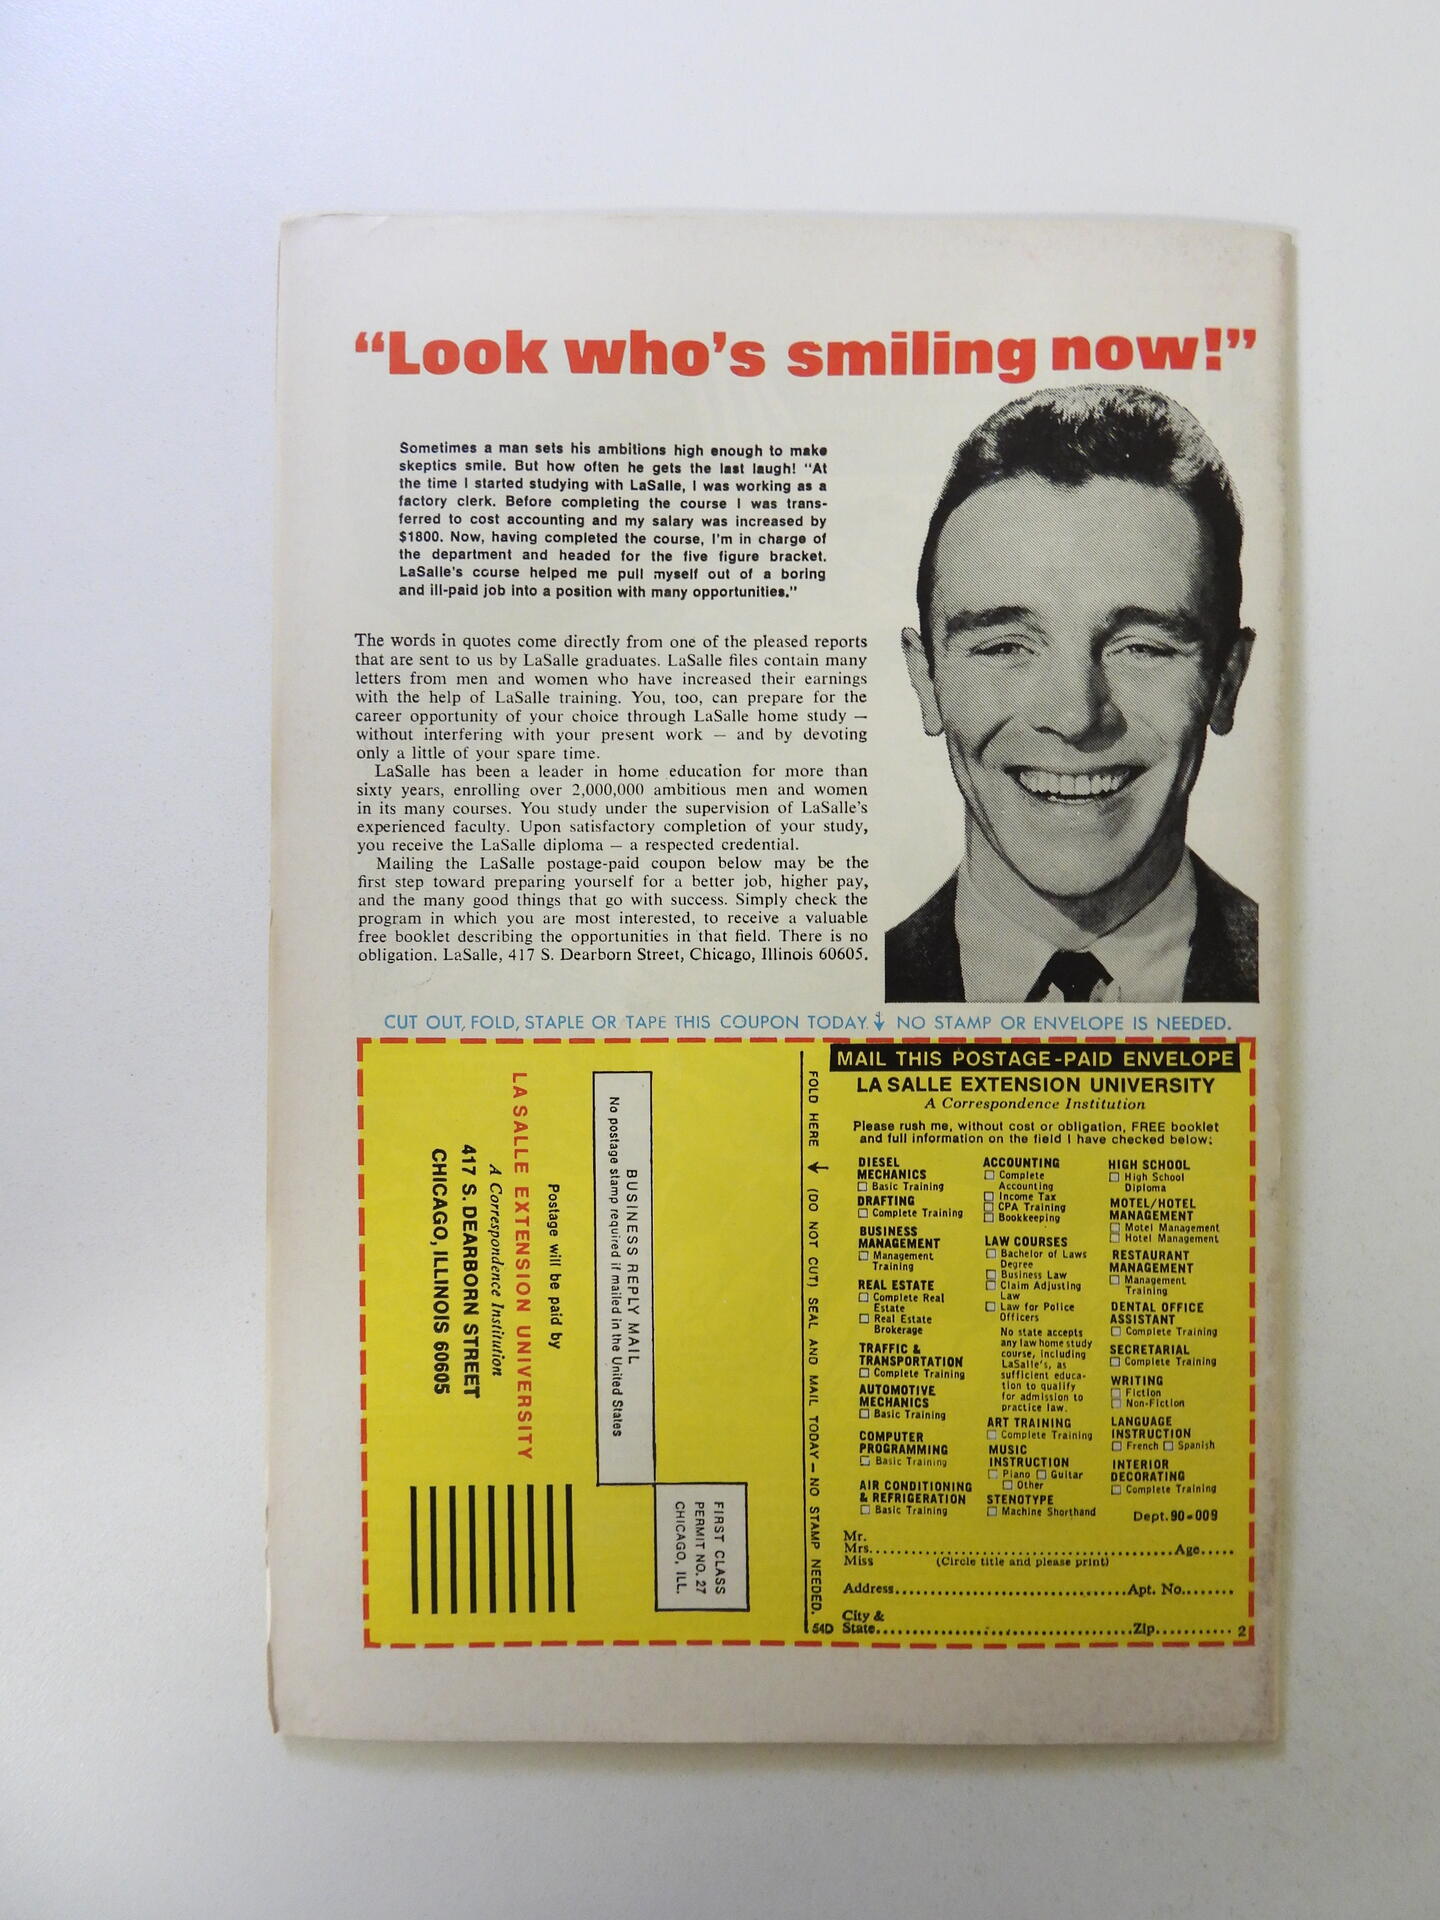 “Look who's smiling now!”
Sometimes a man sets his ambitions high enough to make
skeptics smile. But how often he gets the last laugh! “At
the time I started studying with LaSalle, I was working as a
factory clerk. Before completing the course I was trans-
ferred to cost accounting and my salary was increased by
$1800. Now, having completed the course, I'm in charge of
the department and headed for the five figure bracket.
LaSalle's course helped me pull myself out of a boring
and ill-paid job into a position with many opportunities.”
The words in quotes come directly from one of the pleased reports
that are sent to us by LaSalle graduates. LaSalle files contain many
letters from men and women who have increased their earnings
with the help of LaSalle training. You, too, can prepare for the
career opportunity of your choice through LaSalle home study —
without interfering with your present work — and by devoting
only a little of your spare time.
LaSalle has been a leader in home education for more than
sixty years, enrolling over 2,000,000 ambitious men and women
in its many courses. You study under the supervision of LaSalle's
experienced faculty. Upon satisfactory completion of your study,
you receive the LaSalle diploma — a respected credential.
Mailing the LaSalle postage-paid coupon below may be the
first step toward preparing yourself for a better job, higher pay,
and the many good things that go with success. Simply check the
program in which you are most interested, to receive a valuable
free booklet describing the opportunities in that field. There is no
obligation. LaSalle, 417 S. Dearborn Street, Chicago, Illinois 60605.
CUT OUT, FOLD, STAPLE OR TAPE THIS COUPON TODAY. NO STAMP OR ENVELOPE IS NEEDED.
FIRST CLASS
PERMIT NO. 27
CHICAGO, ILL.
BUSINESS REPLY MAIL
No postage stamp required if mailed in the United States
Postage will be paid by
LA SALLE EXTENSION UNIVERSITY
A Correspondence Institution
417 S. DEARBORN STREET
CHICAGO, ILLINOIS 60605
FOLD HERE (DO NOT CUT) SEAL AND MAIL TODAY — NO STAMP NEEDED.
54D
MAIL THIS POSTAGE-PAID ENVELOPE
LA SALLE EXTENSION UNIVERSITY
A Correspondence Institution
Please rush me, without cost or obligation, FREE booklet
and full information on the field I have checked below:
DIESEL
MECHANICS
Basic Training
DRAFTING
Complete Training
BUSINESS
MANAGEMENT
Management
Training
REAL ESTATE
Complete Real
Estate
Real Estate
Brokerage
TRAFFIC &
TRANSPORTATION
Complete Training
AUTOMOTIVE
MECHANICS
Basic Training
COMPUTER
PROGRAMMING
Basic Training
AIR CONDITIONING
& REFRIGERATION
Basic Training
ACCOUNTING
Complete
Accounting
Income Tax
CPA Training
Bookkeeping
LAW COURSES
Bachelor of Laws
Degree
Business Law
Claim Adjusting
Law
Law for Police
Officers
No state accepts
any law home study
course, including
LaSalle's, as
sufficient educa-
tion to qualify
for admission to
practice law.
ART TRAINING
Complete Training
MUSIC
INSTRUCTION
Piano Guitar
Other
STENOTYPE
Machine Shorthand
HIGH SCHOOL
High School
Diploma
MOTEL/HOTEL
MANAGEMENT
Motel Management
Hotel Management
RESTAURANT
MANAGEMENT
Management
Training
DENTAL OFFICE
ASSISTANT
Complete Training
SECRETARIAL
Complete Training
WRITING
Fiction
Non-Fiction
LANGUAGE
INSTRUCTION
French Spanish
INTERIOR
DECORATING
Complete Training
Dept. 90-009
Mr.
Mrs. Age
Miss (Circle title and please print)
Address Apt. No.
City &
State Zip 2